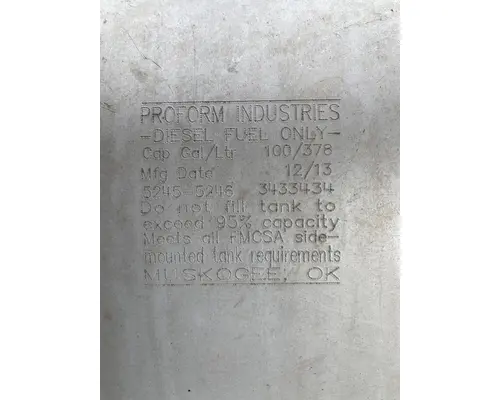 PROFORM INDUSTRIES
-DIESEL FUEL ONLY-
Cap Gal/Ltr 100/378
Mfg Date 12/13
5245-5246 3433434
Do not fill tank to
exceed 95% capacity
Meets all FMCSA side-
mounted tank requirements
MUSKOGEE, OK